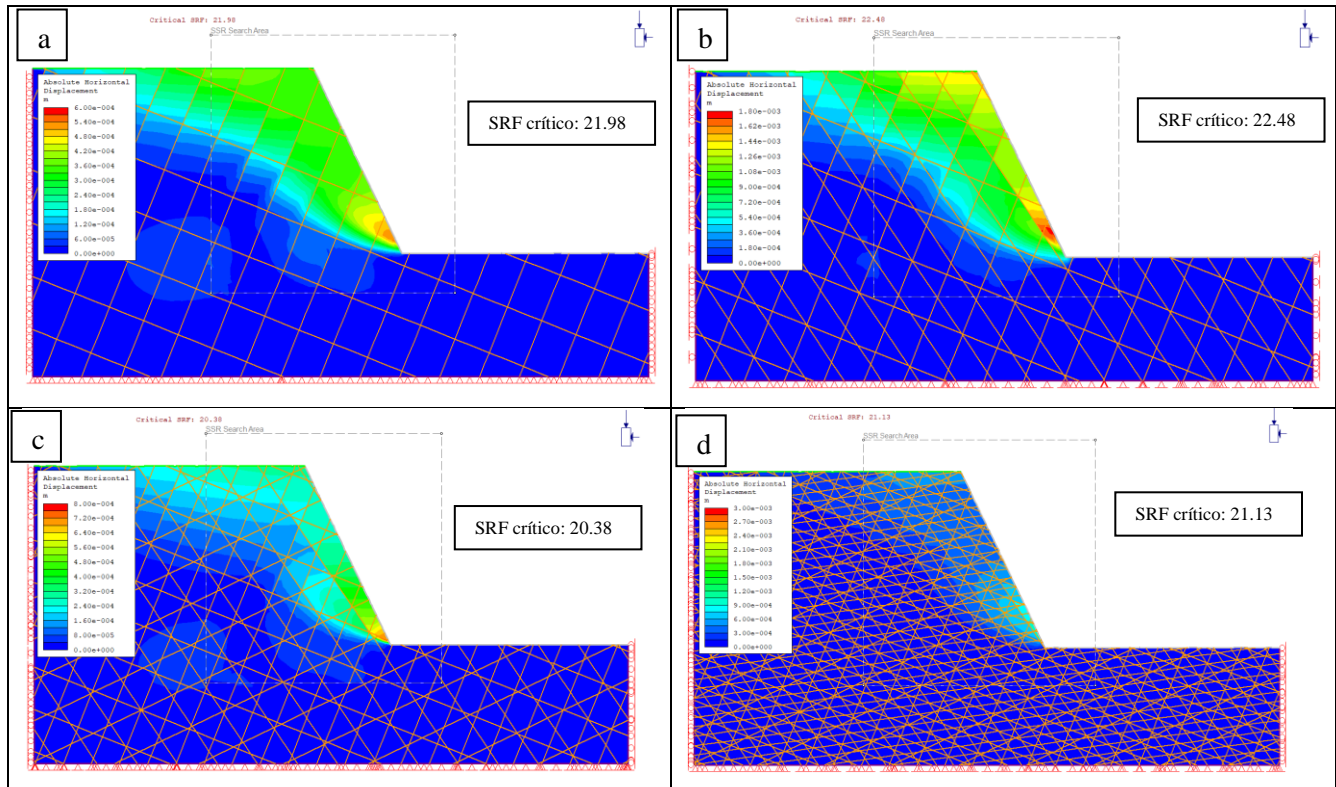 a
Critical SRF: 21.98
SSR Search Area
Absolute Horizontal
Displacement
m
6.00e-004
5.40e-004
4.80e-004
4.20e-004
3.60e-004
3.00e-004
2.40e-004
1.80e-004
1.20e-004
6.00e-005
0.00e+000
SRF crítico: 21.98
b
Critical SRF: 22.48
SSR Search Area
Absolute Horizontal
Displacement
m
1.80e-003
1.62e-003
1.44e-003
1.26e-003
1.08e-003
9.00e-004
7.20e-004
5.40e-004
3.60e-004
1.80e-004
0.00e+000
SRF crítico: 22.48
c
Critical SRF: 20.38
SSR Search Area
Absolute Horizontal
Displacement
m
8.00e-004
7.20e-004
6.40e-004
5.60e-004
4.80e-004
4.00e-004
3.20e-004
2.40e-004
1.60e-004
8.00e-005
0.00e+000
SRF crítico: 20.38
d
Critical SRF: 21.13
SSR Search Area
Absolute Horizontal
Displacement
m
3.00e-003
2.70e-003
2.40e-003
2.10e-003
1.80e-003
1.50e-003
1.20e-003
9.00e-004
6.00e-004
3.00e-004
0.00e+000
SRF crítico: 21.13